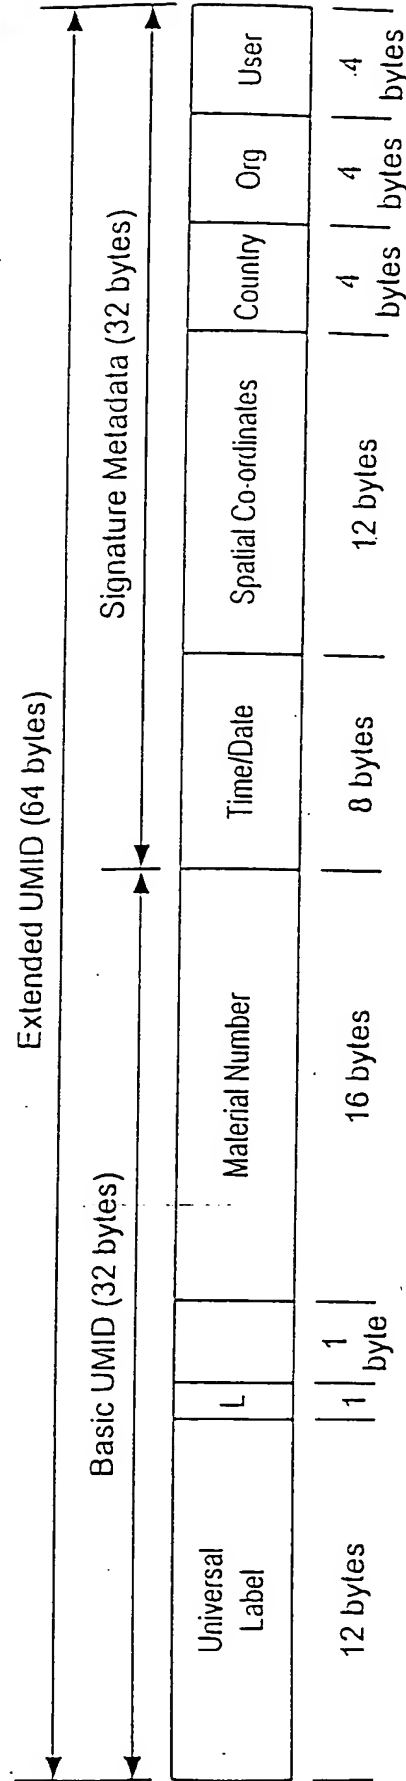 Extended UMID (64 bytes)
Basic UMID (32 bytes)
Signature Metadata (32 bytes)
Universal
Label
L
Material Number
Time/Date
Spatial Co-ordinates
Country
Org
User
12 bytes
1
1
byte
16 bytes
8 bytes
12 bytes
4
bytes
4
bytes
4
bytes